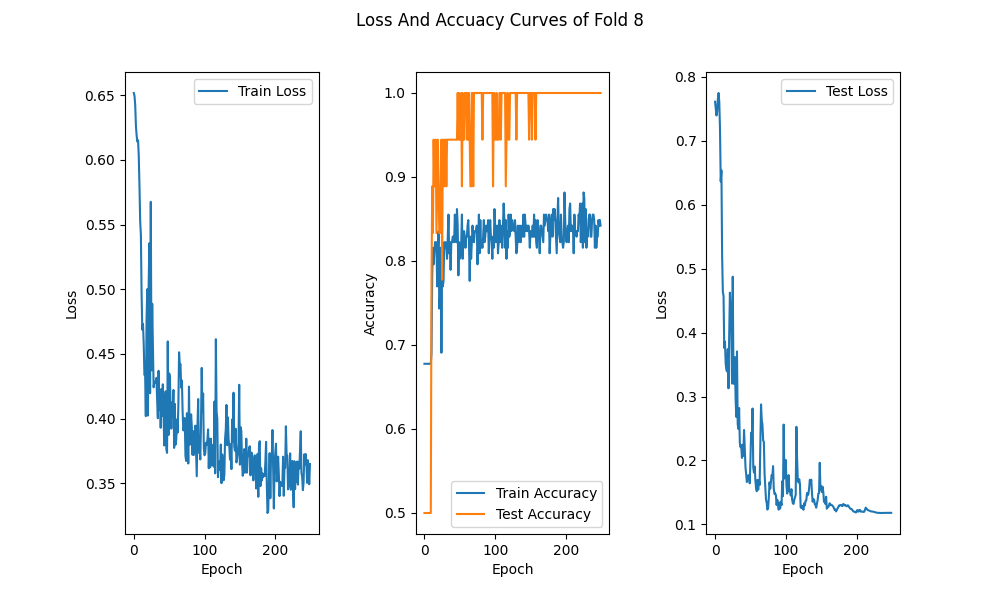 Loss And Accuacy Curves of Fold 8
Train Loss
0.65
0.60
0.55
0.50
0.45
0.40
0.35
Loss
0
100
200
Epoch
1.0
0.9
0.8
0.7
0.6
0.5
Accuracy
Train Accuracy
Test Accuracy
0
100
200
Epoch
Test Loss
0.8
0.7
0.6
0.5
0.4
0.3
0.2
0.1
Loss
0
100
200
Epoch